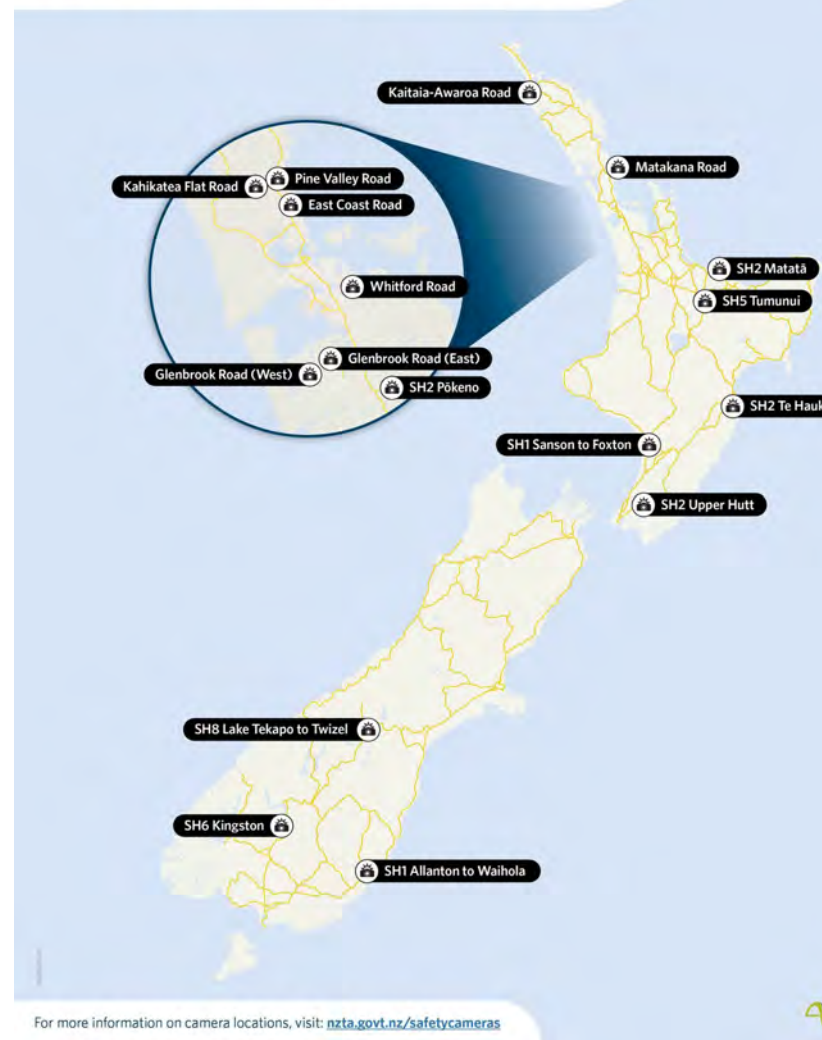 Kaitaia-Awaroa Road
Matakana Road
Kahikatea Flat Road
Pine Valley Road
East Coast Road
Whitford Road
Glenbrook Road (East)
Glenbrook Road (West)
SH2 Pōkeno
SH2 Matatā
SH5 Tumunui
SH2 Te Hauk
SH1 Sanson to Foxton
SH2 Upper Hutt
SH8 Lake Tekapo to Twizel
SH6 Kingston
SH1 Allanton to Waihola
For more information on camera locations, visit: nzta.govt.nz/safetycameras